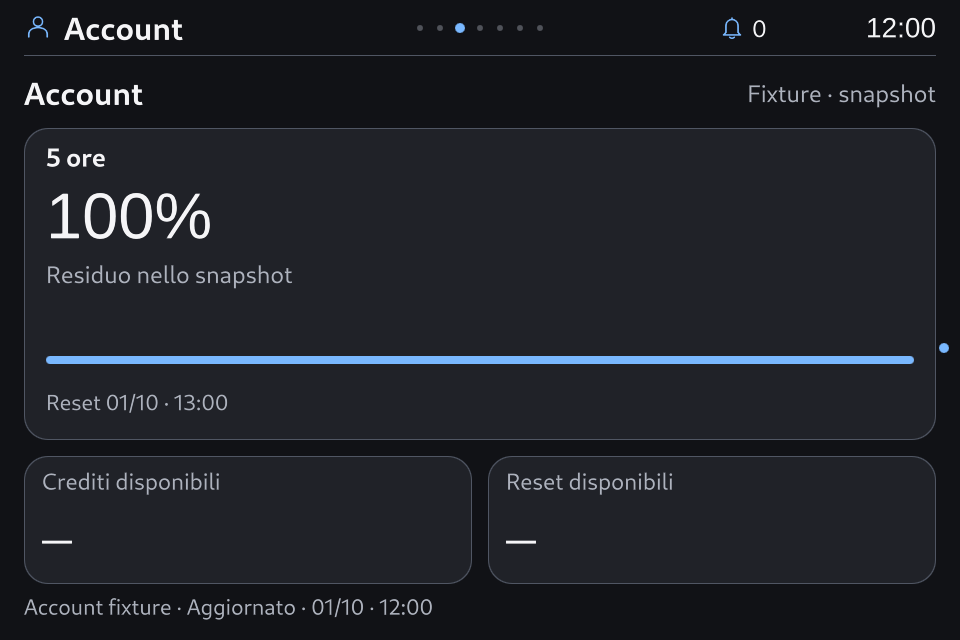 Account
0
12:00
Account
Fixture · snapshot
5 ore
100%
Residuo nello snapshot
Reset 01/10 · 13:00
Crediti disponibili
—
Reset disponibili
—
Account fixture · Aggiornato · 01/10 · 12:00